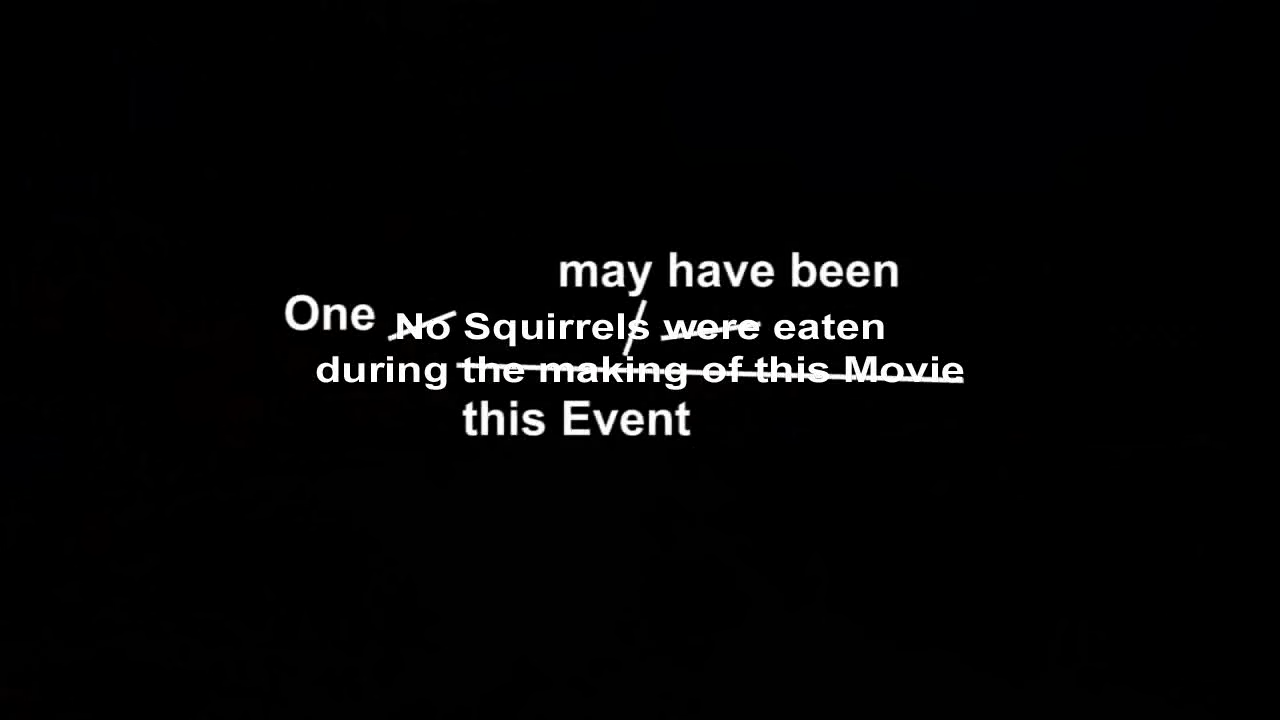 may have been
One No Squirrels were eaten
during the making of this Movie
this Event